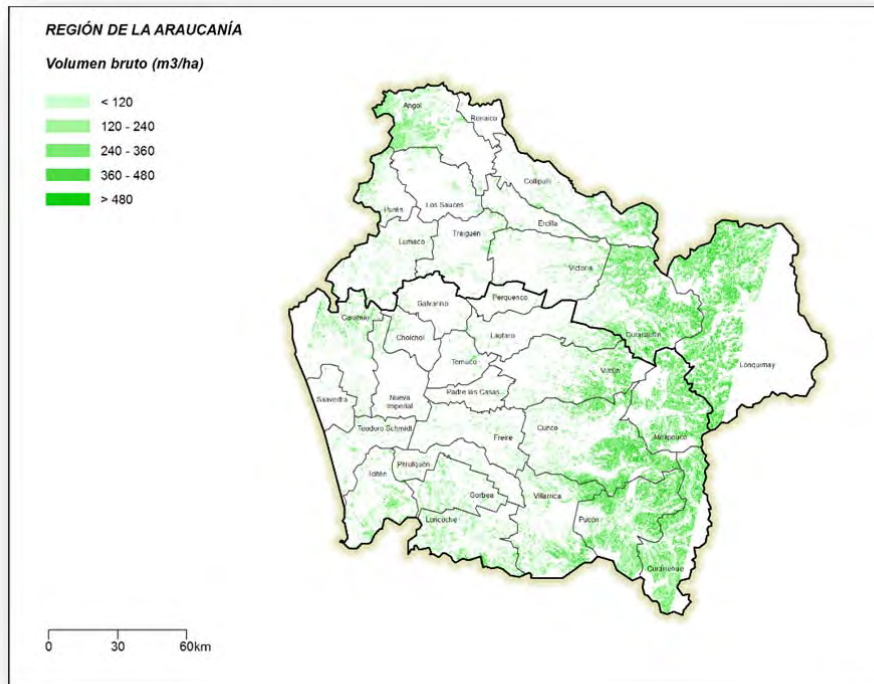 REGIÓN DE LA ARAUCANÍA
Volumen bruto (m3/ha)
< 120
120 - 240
240 - 360
360 - 480
> 480
Angol
Renaico
Collipulli
Los Sauces
Purén
Ercilla
Lumaco
Traiguén
Victoria
Curacautín
Lonquimay
Perquenco
Galvarino
Carahue
Lautaro
Cholchol
Temuco
Vilcún
Padre las Casas
Saavedra
Nueva
Imperial
Melipeuco
Teodoro Schmidt
Freire
Cunco
Pitrufquén
Toltén
Gorbea
Villarrica
Loncoche
Pucón
Curarrehue
0 30 60km